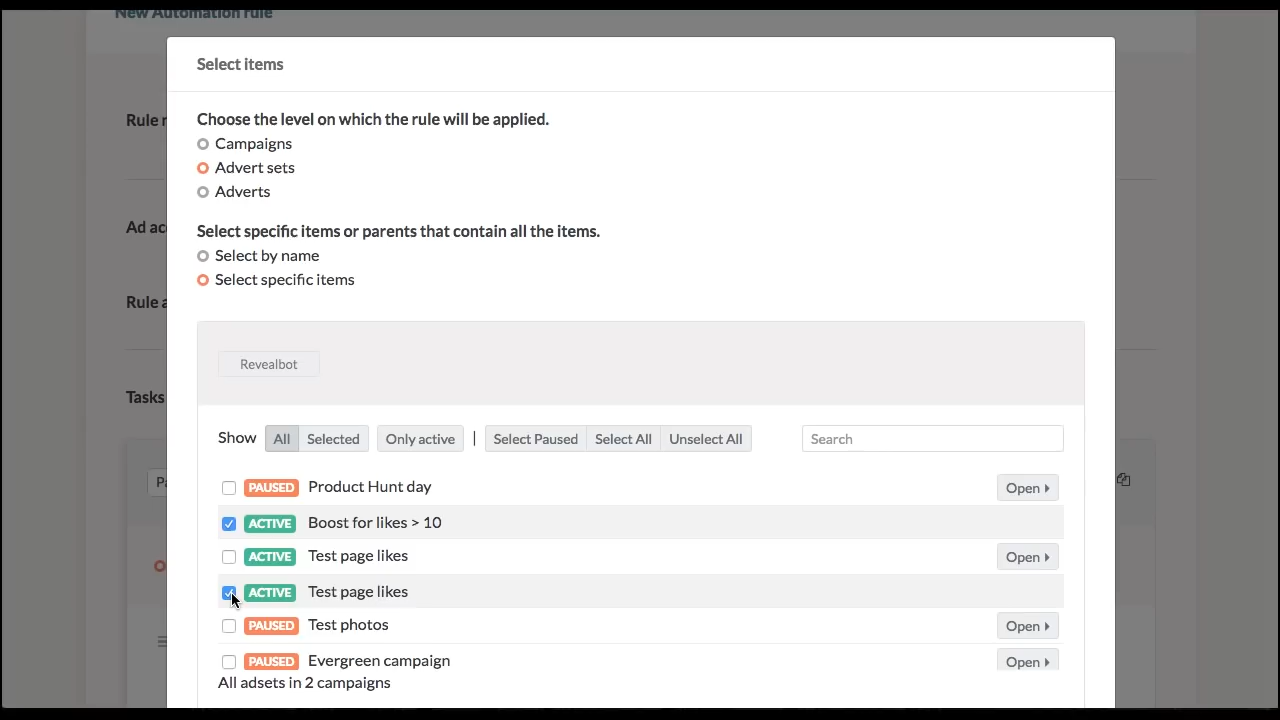 New Automation rule
Select items
Choose the level on which the rule will be applied.
Campaigns
Rule
Advert sets
Adverts
Ad
Select specific items or parents that contain all the items.
Select by name
Select specific items
Rule
Revealbot
Tasks
Show All Selected Only active | Select Paused Select All Unselect All Search
PAUSED Product Hunt day Open
ACTIVE Boost for likes > 10
ACTIVE Test page likes Open
ACTIVE Test page likes
PAUSED Test photos Open
PAUSED Evergreen campaign Open
All adsets in 2 campaigns